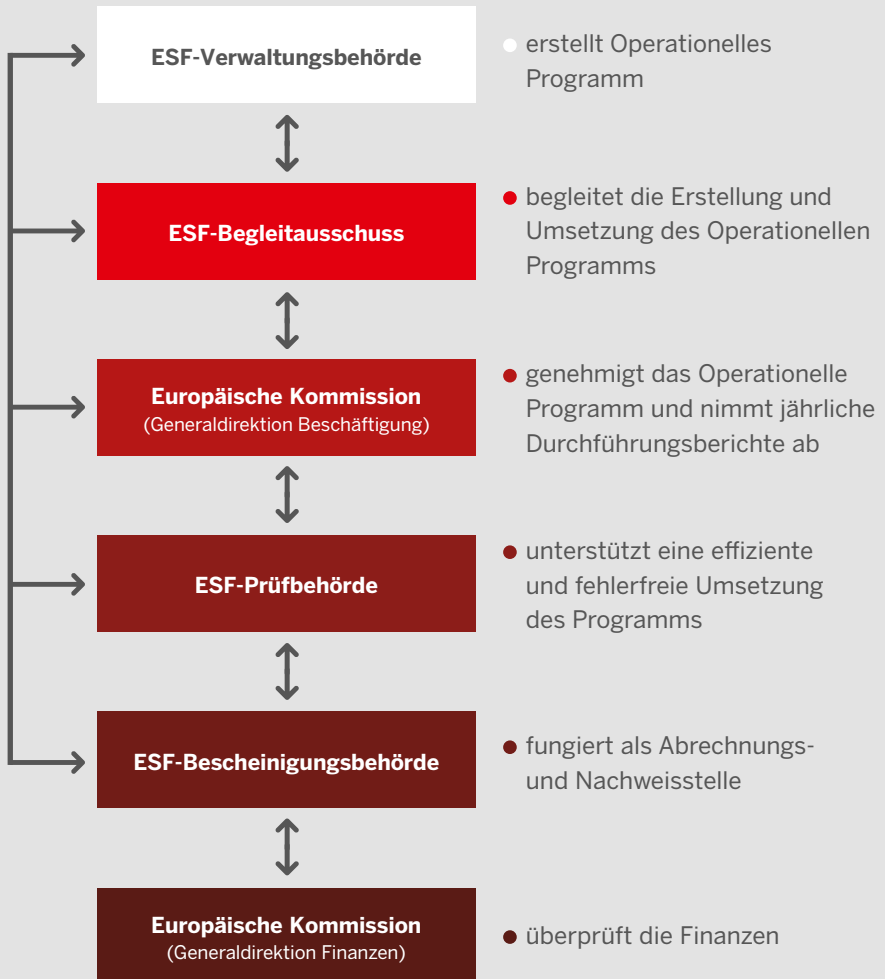 ESF-Verwaltungsbehörde
erstellt Operationelles
Programm
ESF-Begleitausschuss
begleitet die Erstellung und
Umsetzung des Operationellen
Programms
Europäische Kommission
(Generaldirektion Beschäftigung)
genehmigt das Operationelle
Programm und nimmt jährliche
Durchführungsberichte ab
ESF-Prüfbehörde
unterstützt eine effiziente
und fehlerfreie Umsetzung
des Programms
ESF-Bescheinigungsbehörde
fungiert als Abrechnungs-
und Nachweisstelle
Europäische Kommission
(Generaldirektion Finanzen)
überprüft die Finanzen